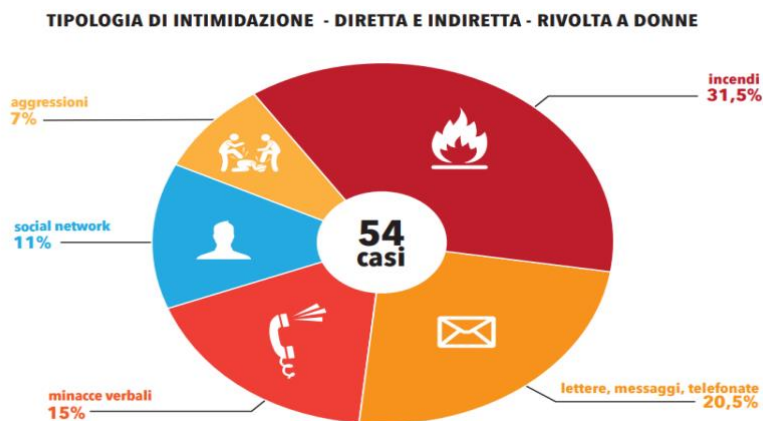 TIPOLOGIA DI INTIMIDAZIONE - DIRETTA E INDIRETTA - RIVOLTA A DONNE
incendi
31,5%
aggressioni
7%
social network
11%
54
casi
minacce verbali
15%
lettere, messaggi, telefonate
20,5%